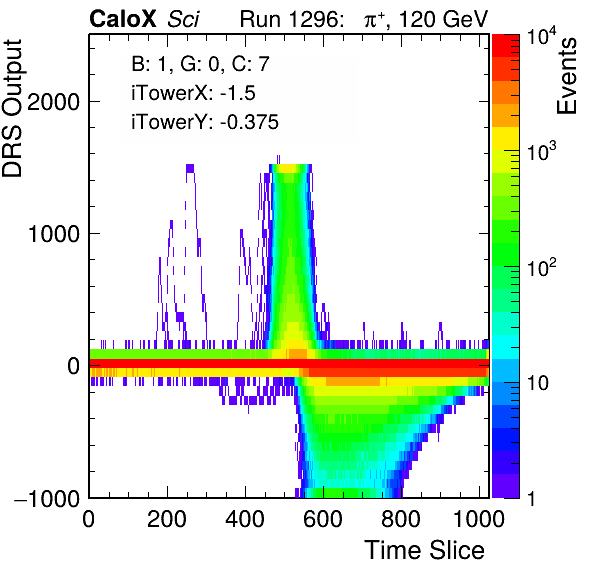 CaloX Sci Run 1296: π⁺, 120 GeV
B: 1, G: 0, C: 7
iTowerX: -1.5
iTowerY: -0.375
DRS Output
2000
1000
0
−1000
0 200 400 600 800 1000
Time Slice
Events
10⁴
10³
10²
10
1